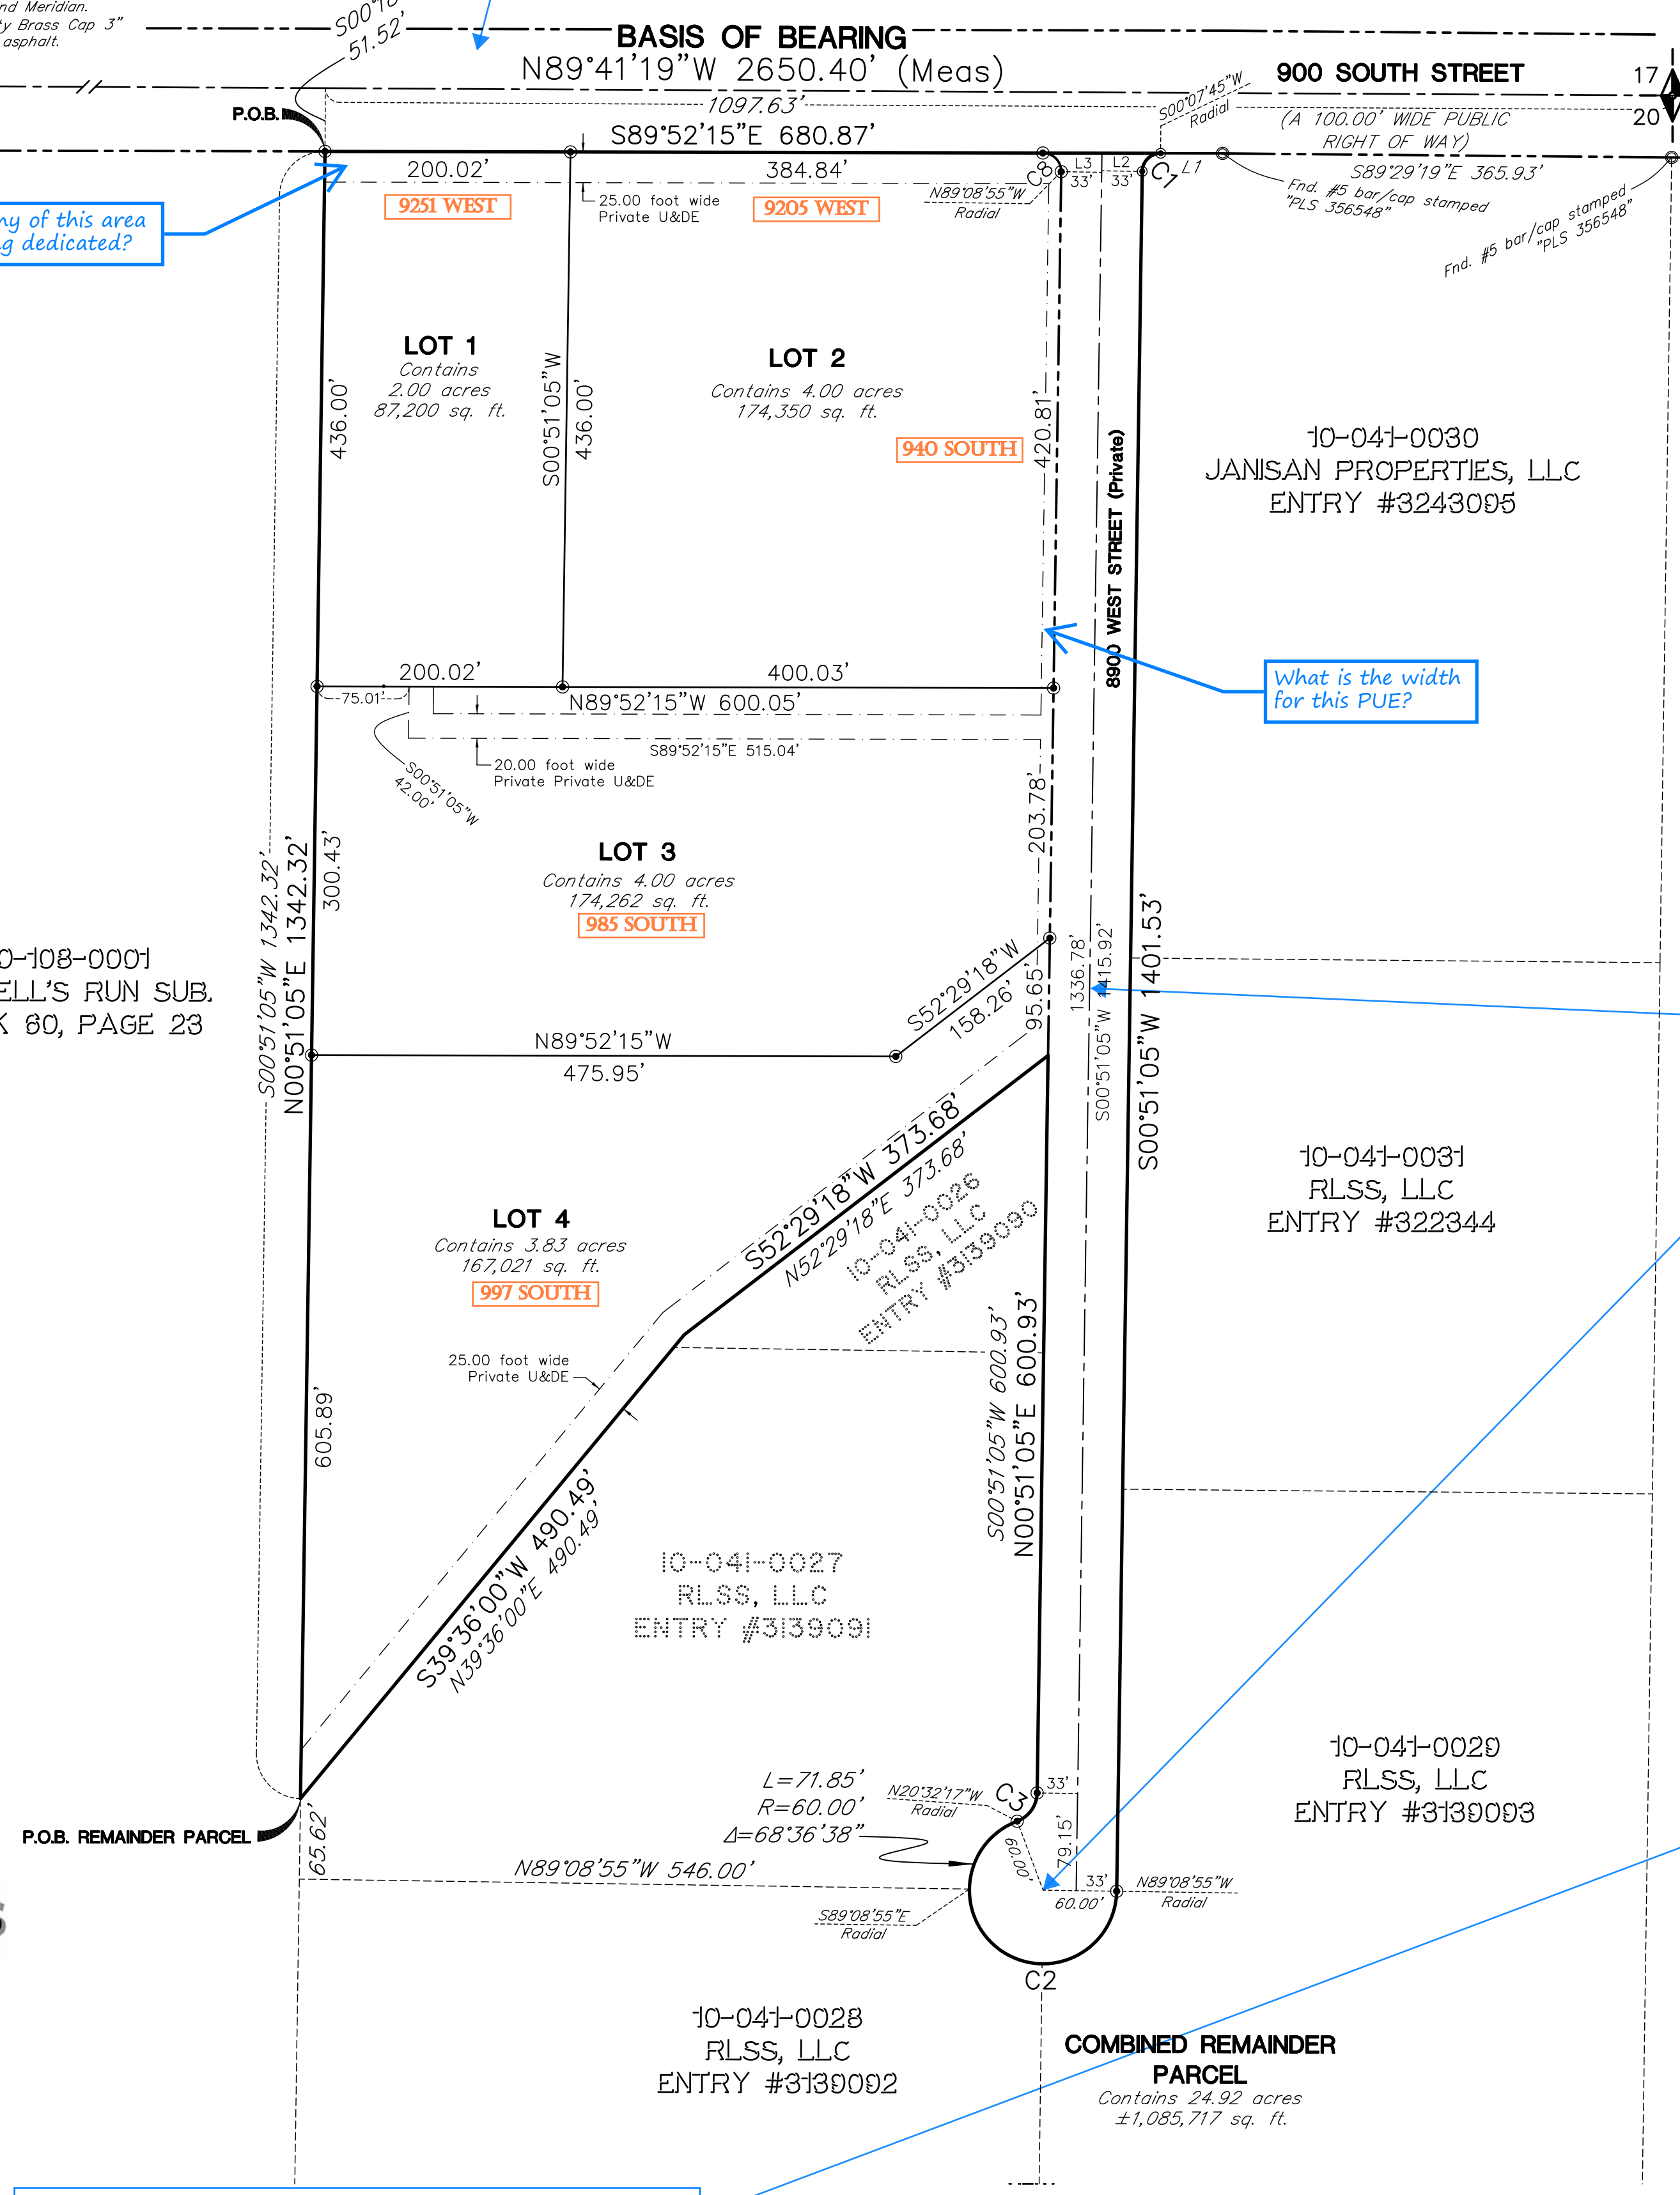 nd Meridian.
ty Brass Cap 3"
asphalt.
51.52'
BASIS OF BEARING
N89°41'19"W 2650.40' (Meas)
900 SOUTH STREET
17
20
P.O.B.
1097.63'
S00°07'45"W
Radial
(A 100.00' WIDE PUBLIC
RIGHT OF WAY)
S89°52'15"E 680.87'
200.02'
384.84'
C8
L3
L2
33'
33'
C1
L1
S89°29'19"E 365.93'
Fnd. #5 bar/cap stamped
"PLS 356548"
Fnd. #5 bar/cap stamped
"PLS 356548"
9251 WEST
25.00 foot wide
Private U&DE
9205 WEST
N89°08'55"W
Radial
ny of this area
g dedicated?
LOT 1
Contains
2.00 acres
87,200 sq. ft.
LOT 2
Contains 4.00 acres
174,350 sq. ft.
436.00'
S00°51'05"W
436.00'
420.81'
940 SOUTH
8900 WEST STREET (Private)
10-041-0030
JANISAN PROPERTIES, LLC
ENTRY #3243095
200.02'
400.03'
75.01'
N89°52'15"W 600.05'
What is the width
for this PUE?
S89°52'15"E 515.04'
20.00 foot wide
Private Private U&DE
S00°51'05"W
42.00'
203.78'
LOT 3
Contains 4.00 acres
174,262 sq. ft.
985 SOUTH
300.43'
S00°51'05"W 1342.32'
N00°51'05"E 1342.32'
0-108-0001
ELL'S RUN SUB.
K 60, PAGE 23
S52°29'18"W
158.26'
95.65'
1336.78'
S00°51'05"W 1415.92'
S00°51'05"W 1401.53'
N89°52'15"W
475.95'
S52°29'18"W 373.68'
N52°29'18"E 373.68'
10-041-0026
RLSS, LLC
ENTRY #3139090
10-041-0031
RLSS, LLC
ENTRY #322344
LOT 4
Contains 3.83 acres
167,021 sq. ft.
997 SOUTH
25.00 foot wide
Private U&DE
605.89'
S00°51'05"W 600.93'
N00°51'05"E 600.93'
S39°36'00"W 490.49'
N39°36'00"E 490.49'
10-041-0027
RLSS, LLC
ENTRY #3139091
10-041-0029
RLSS, LLC
ENTRY #3139093
L=71.85'
R=60.00'
Δ=68°36'38"
N20°32'17"W
Radial
C3
33'
60.00'
79.15'
P.O.B. REMAINDER PARCEL
65.62'
N89°08'55"W 546.00'
33'
60.00'
N89°08'55"W
Radial
S89°08'55"E
Radial
C2
10-041-0028
RLSS, LLC
ENTRY #3139092
COMBINED REMAINDER
PARCEL
Contains 24.92 acres
±1,085,717 sq. ft.